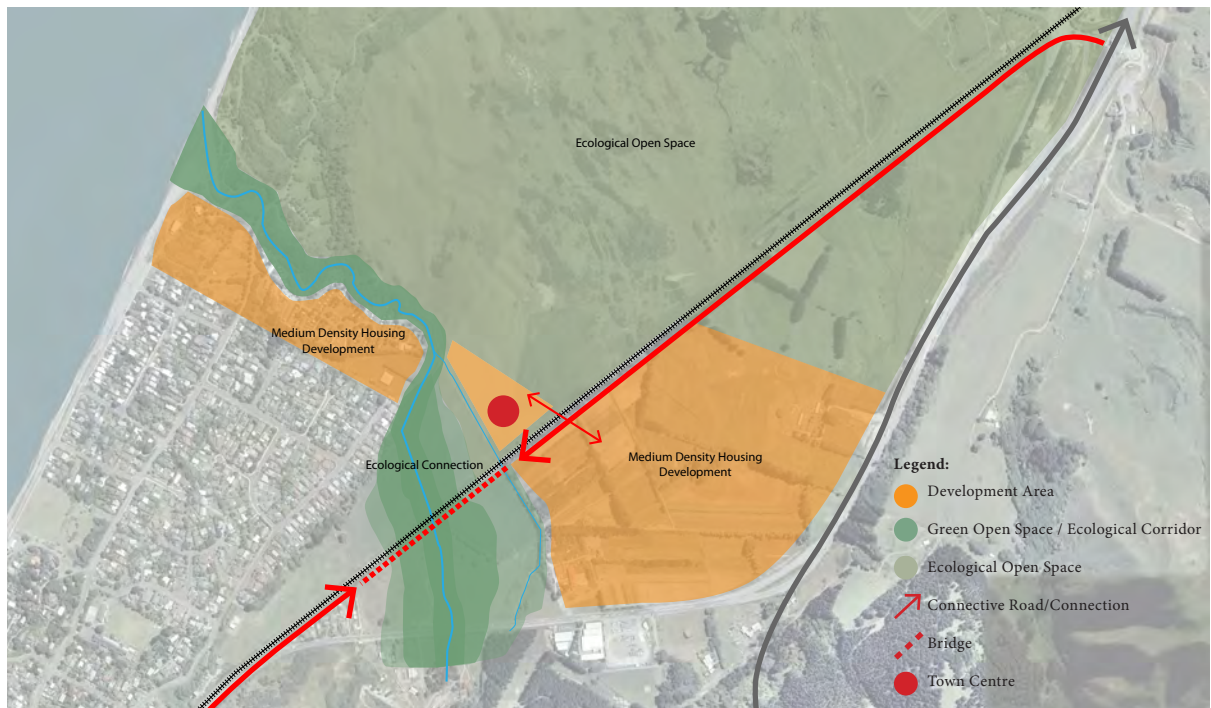 Ecological Open Space
Medium Density Housing
Development
Ecological Connection
Medium Density Housing
Development
Legend:
Development Area
Green Open Space / Ecological Corridor
Ecological Open Space
Connective Road/Connection
Bridge
Town Centre